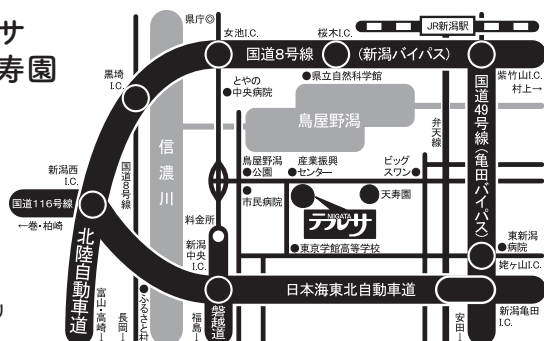 サ
寿園
県庁◎
JR新潟駅
女池I.C.
桜木I.C.
国道8号線
(新潟バイパス)
紫竹山I.C.
村上→
黒埼
I.C.
とやの
●中央病院
●県立自然科学館
鳥屋野潟
弁天線
国道49号線(亀田バイパス)
信濃川
国道8号線
新潟西
I.C.
国道116号線
←巻・柏崎
鳥屋野潟
●公園
産業振興
●センター
ビッグ
スワン●
●
市民病院
●天寿園
NIIGATA
テルサ
料金所
新潟
中央
I.C.
●東京学館高等学校
東新潟
●病院
姥ヶ山I.C.
北陸自動車道
日本海東北自動車道
磐越道
富山・高崎↓
長岡↓
●ふるさと村
福島↓
安田↓
新潟亀田
I.C.
り